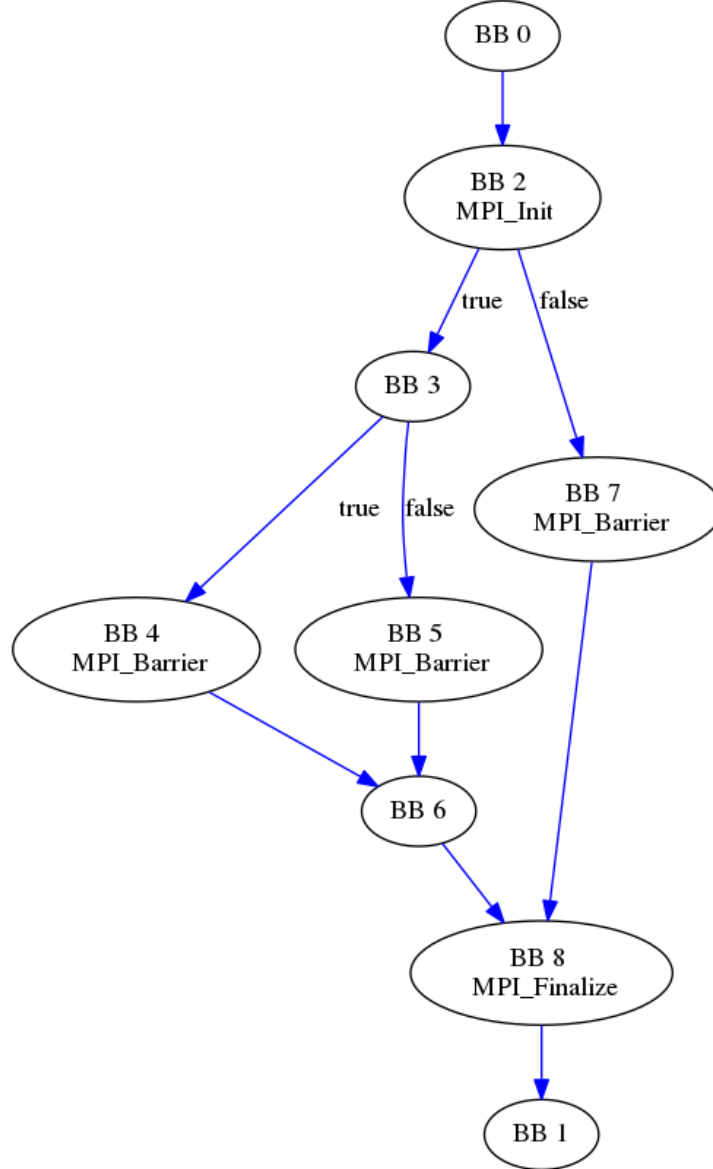 BB 0
BB 2
MPI_Init
true
false
BB 3
BB 7
MPI_Barrier
true
false
BB 4
MPI_Barrier
BB 5
MPI_Barrier
BB 6
BB 8
MPI_Finalize
BB 1